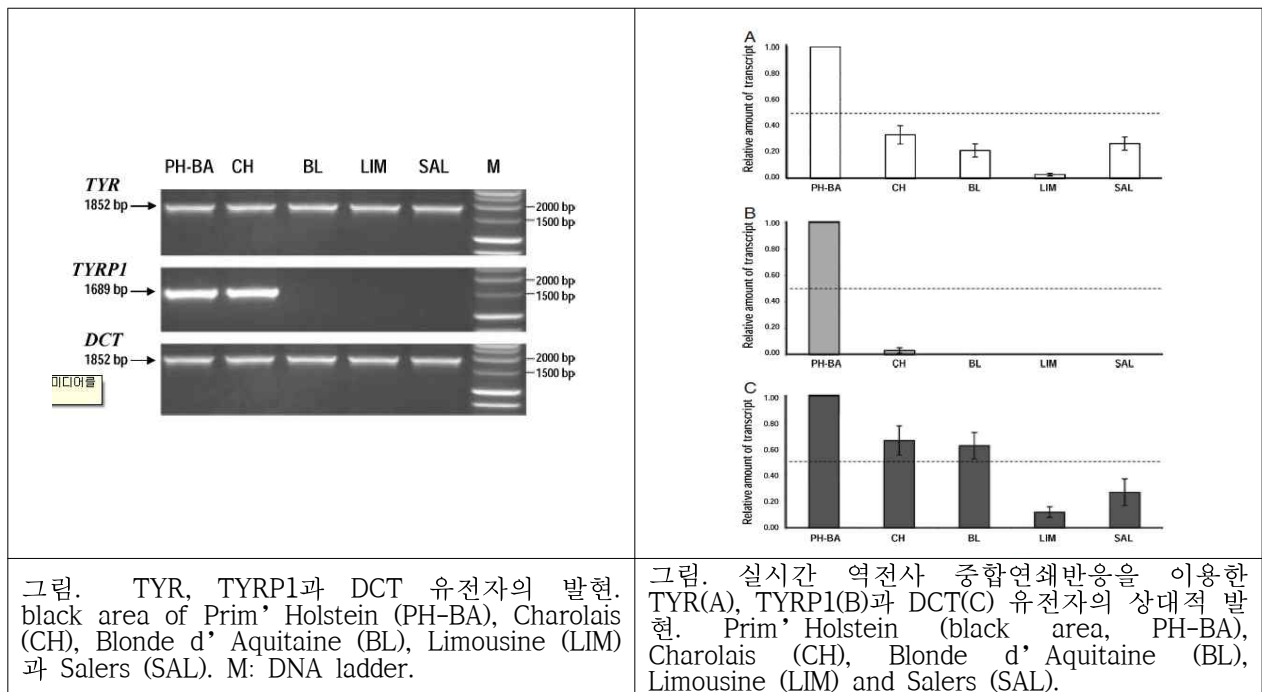 PH-BA CH BL LIM SAL M
TYR
1852 bp
2000 bp
1500 bp
TYRP1
1689 bp
2000 bp
1500 bp
DCT
1852 bp
2000 bp
1500 bp
미디어를
그림. TYR, TYRP1과 DCT 유전자의 발현.
black area of Prim’ Holstein (PH-BA), Charolais
(CH), Blonde d’ Aquitaine (BL), Limousine (LIM)
과 Salers (SAL). M: DNA ladder.
A
Relative amount of transcript
1.00
0.80
0.60
0.40
0.20
0.00
PH-BA CH BL LIM SAL
B
Relative amount of transcript
1.00
0.80
0.60
0.40
0.20
0.00
PH-BA CH BL LIM SAL
C
Relative amount of transcript
1.00
0.80
0.60
0.40
0.20
0.00
PH-BA CH BL LIM SAL
그림. 실시간 역전사 중합연쇄반응을 이용한
TYR(A), TYRP1(B)과 DCT(C) 유전자의 상대적 발
현. Prim’ Holstein (black area, PH-BA),
Charolais (CH), Blonde d’ Aquitaine (BL),
Limousine (LIM) and Salers (SAL).